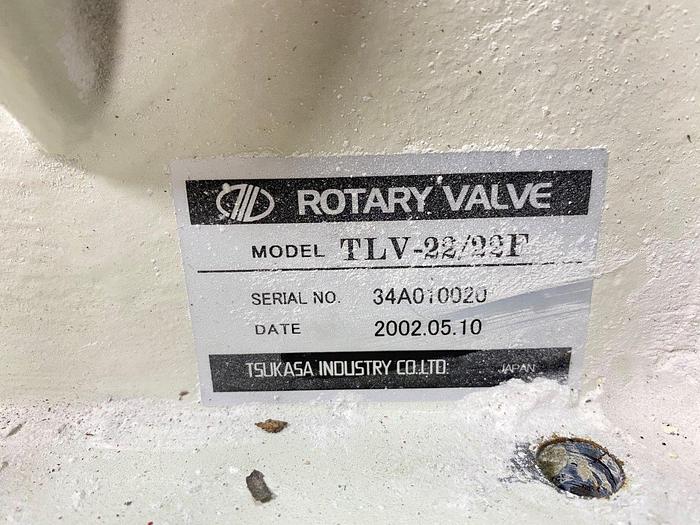 ROTARY VALVE
MODEL TLV-22/22F
SERIAL NO. 34A010020
DATE 2002.05.10
TSUKASA INDUSTRY CO.LTD. JAPAN